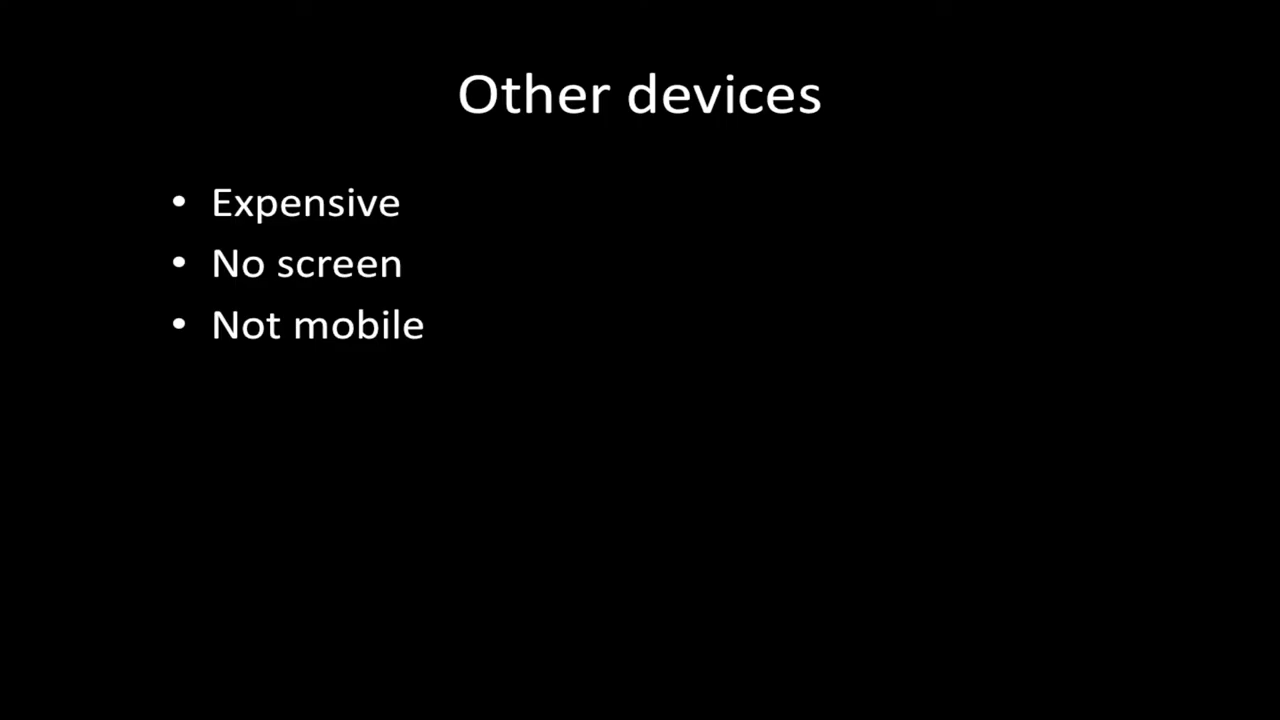 Other devices
• Expensive
• No screen
• Not mobile